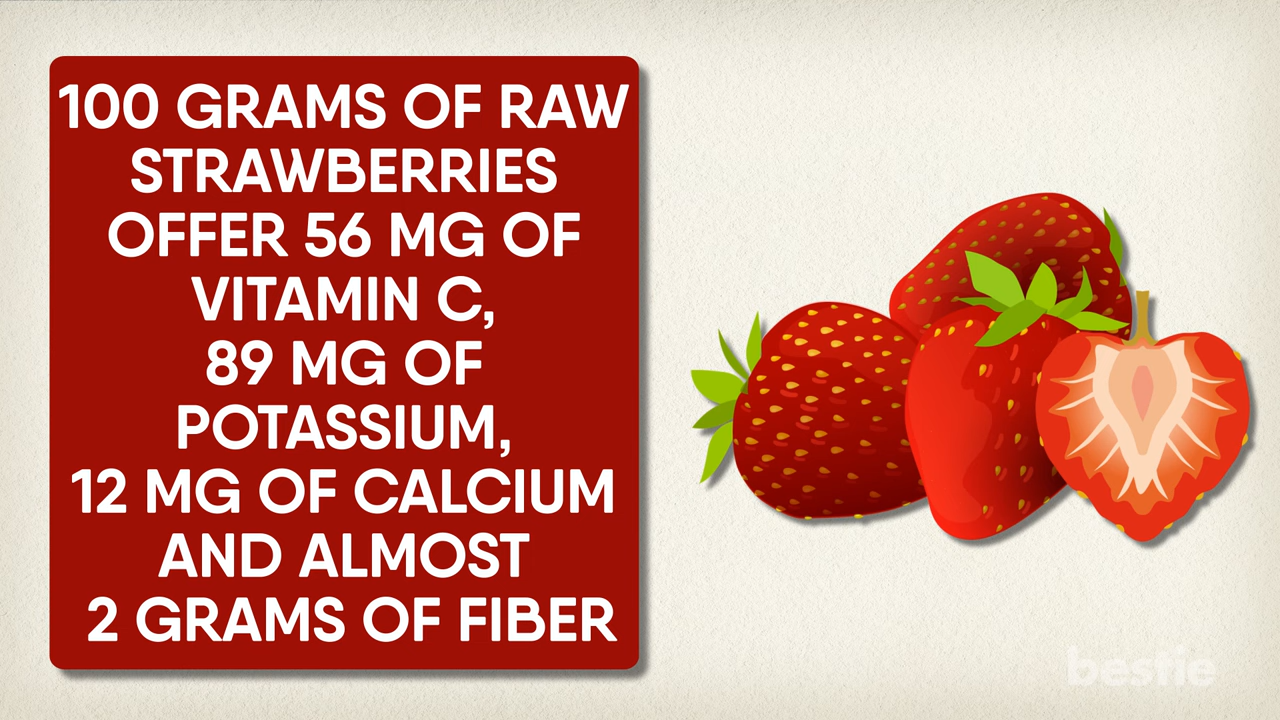 100 GRAMS OF RAW
STRAWBERRIES
OFFER 56 MG OF
VITAMIN C,
89 MG OF
POTASSIUM,
12 MG OF CALCIUM
AND ALMOST
2 GRAMS OF FIBER
bestie